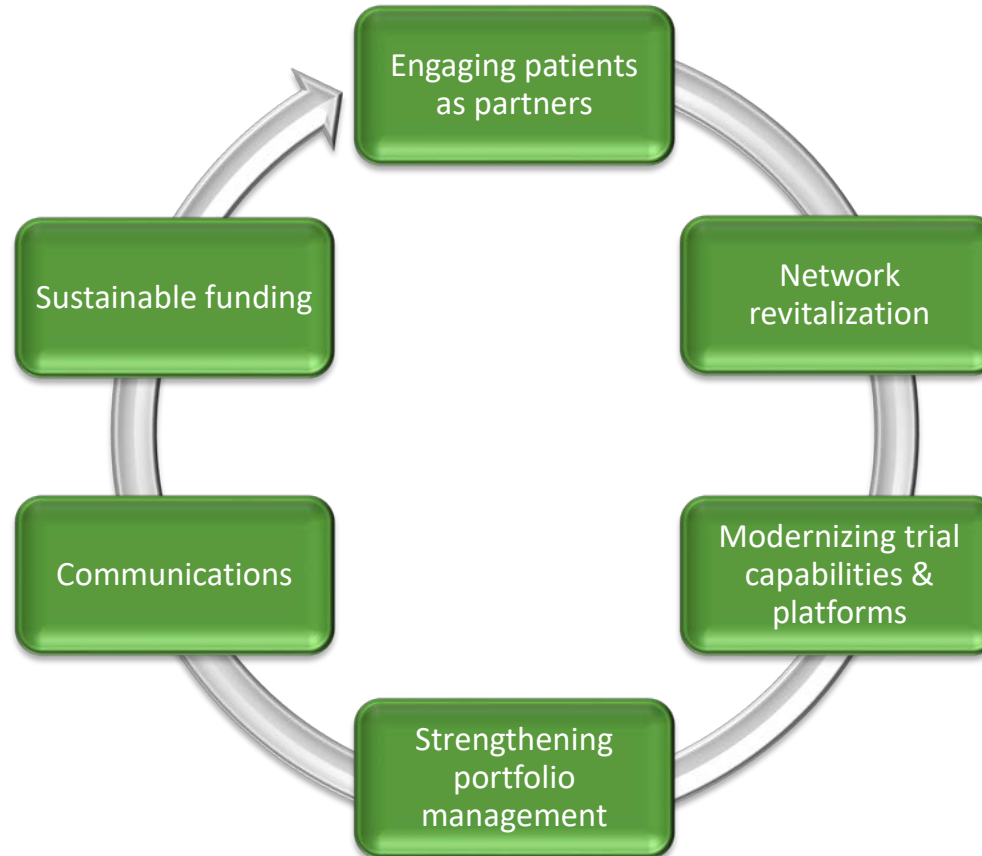 Engaging patients
as partners
Network
revitalization
Modernizing trial
capabilities &
platforms
Strengthening
portfolio
management
Communications
Sustainable funding